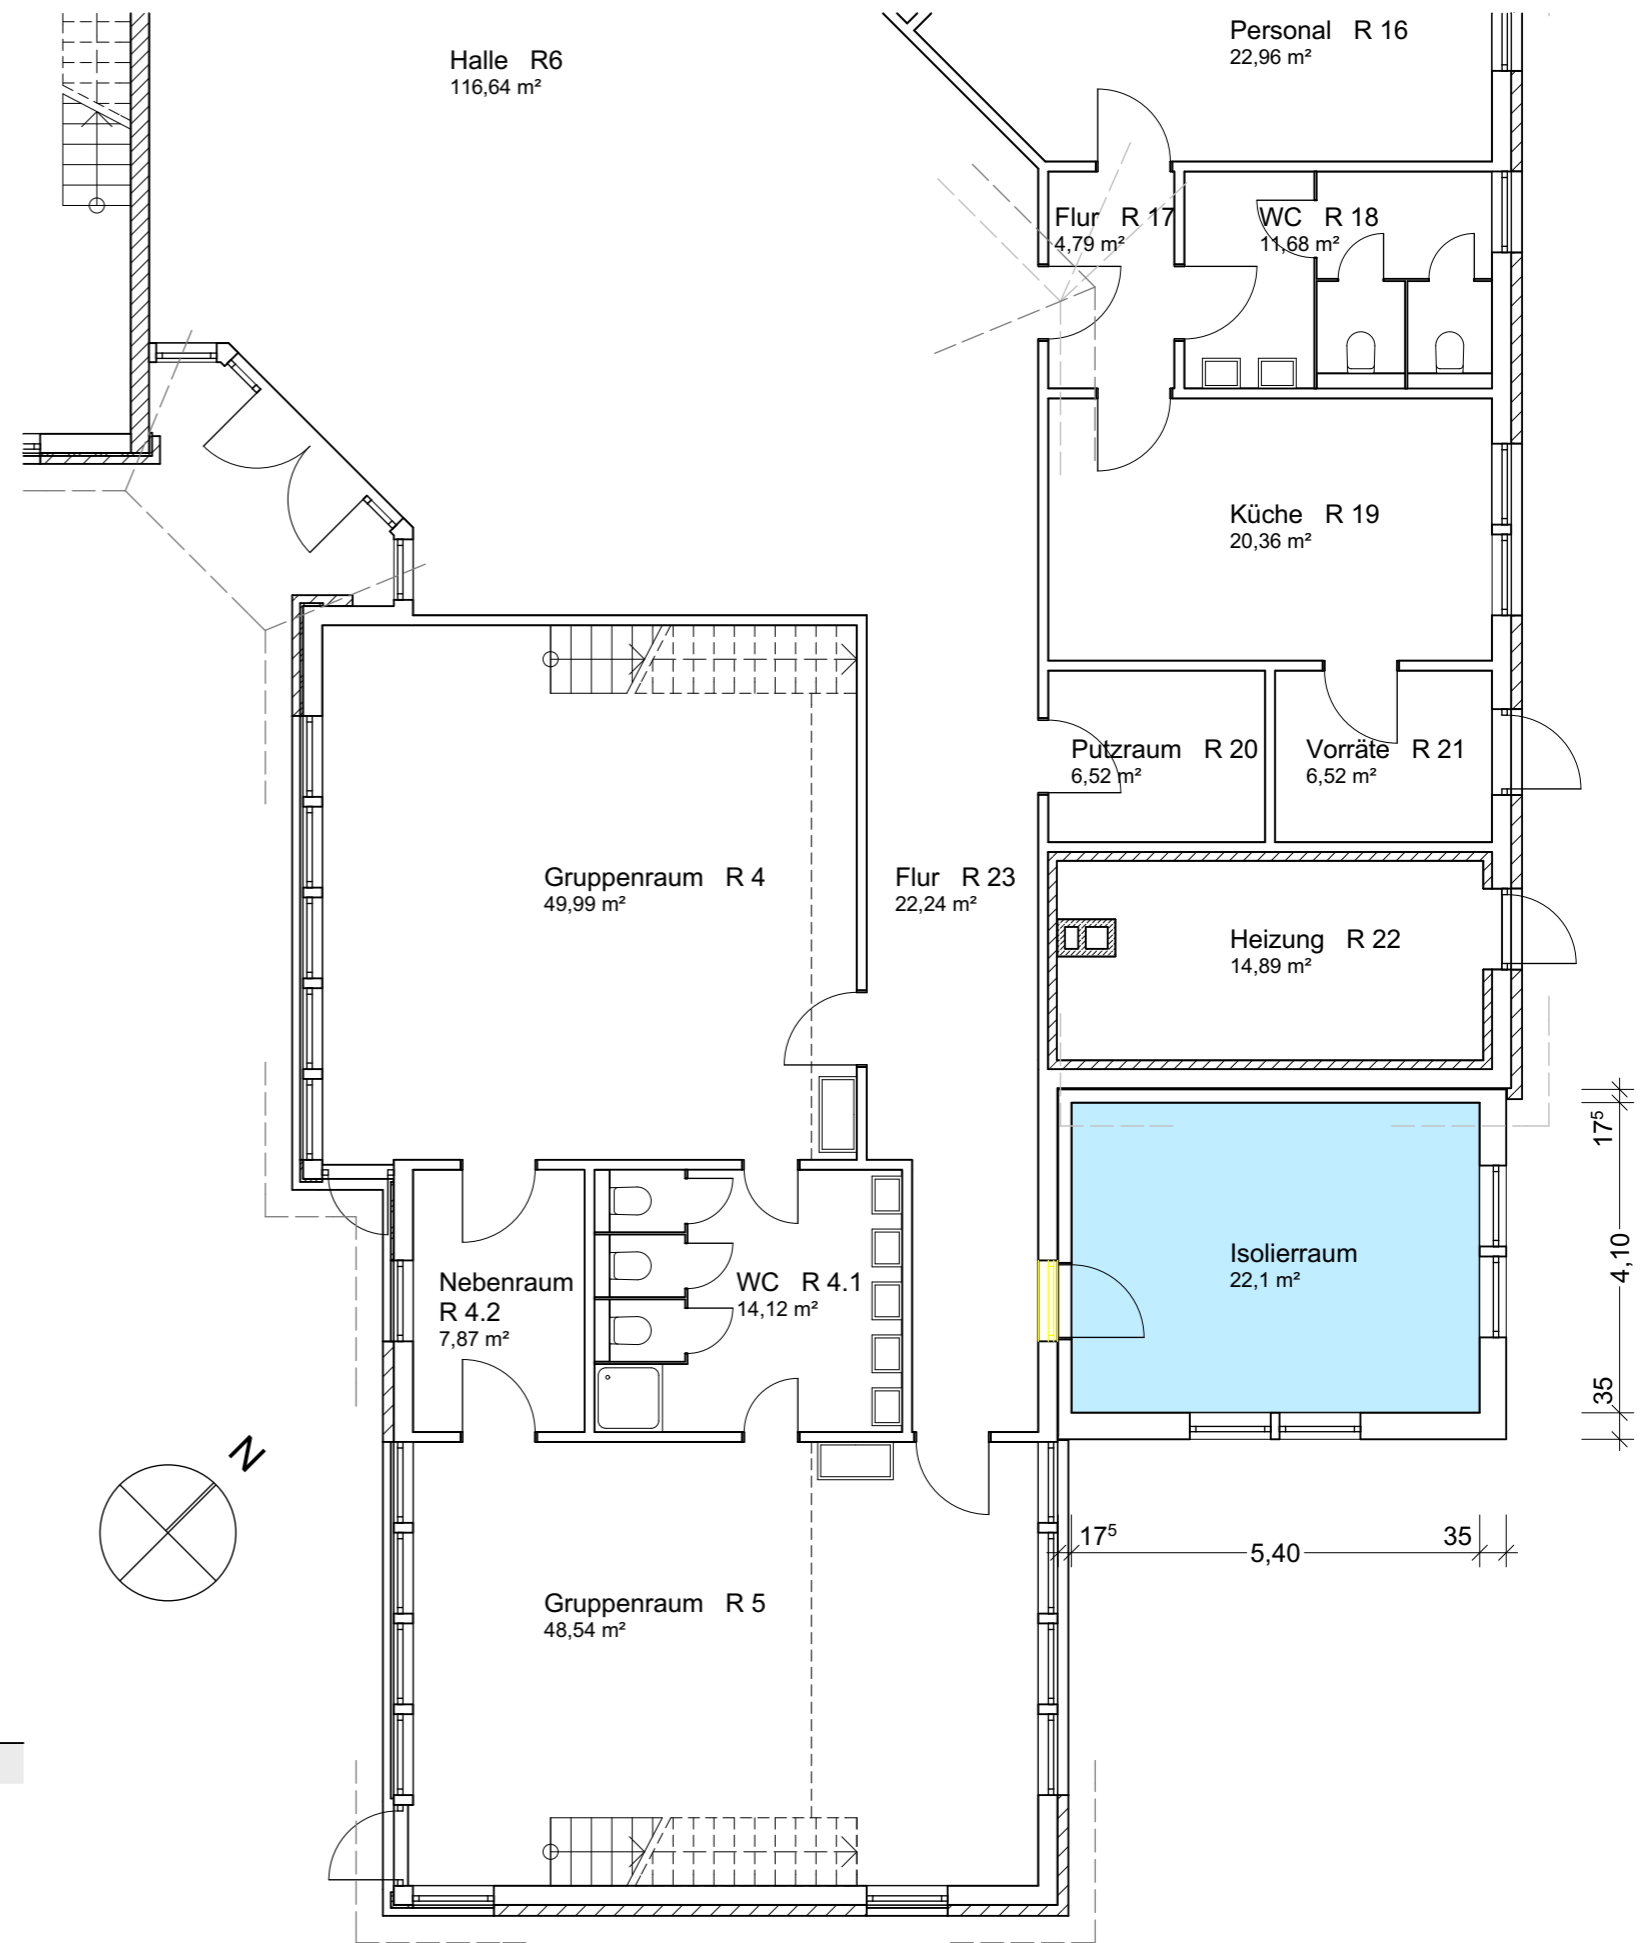 Halle R6
116,64 m²
Personal R 16
22,96 m²
Flur R 17
4,79 m²
WC R 18
11,68 m²
Küche R 19
20,36 m²
Putzraum R 20
6,52 m²
Vorräte R 21
6,52 m²
Gruppenraum R 4
49,99 m²
Flur R 23
22,24 m²
Heizung R 22
14,89 m²
17⁵
4,10
35
Isolierraum
22,1 m²
Nebenraum
R 4.2
7,87 m²
WC R 4.1
14,12 m²
N
17⁵
5,40
35
Gruppenraum R 5
48,54 m²